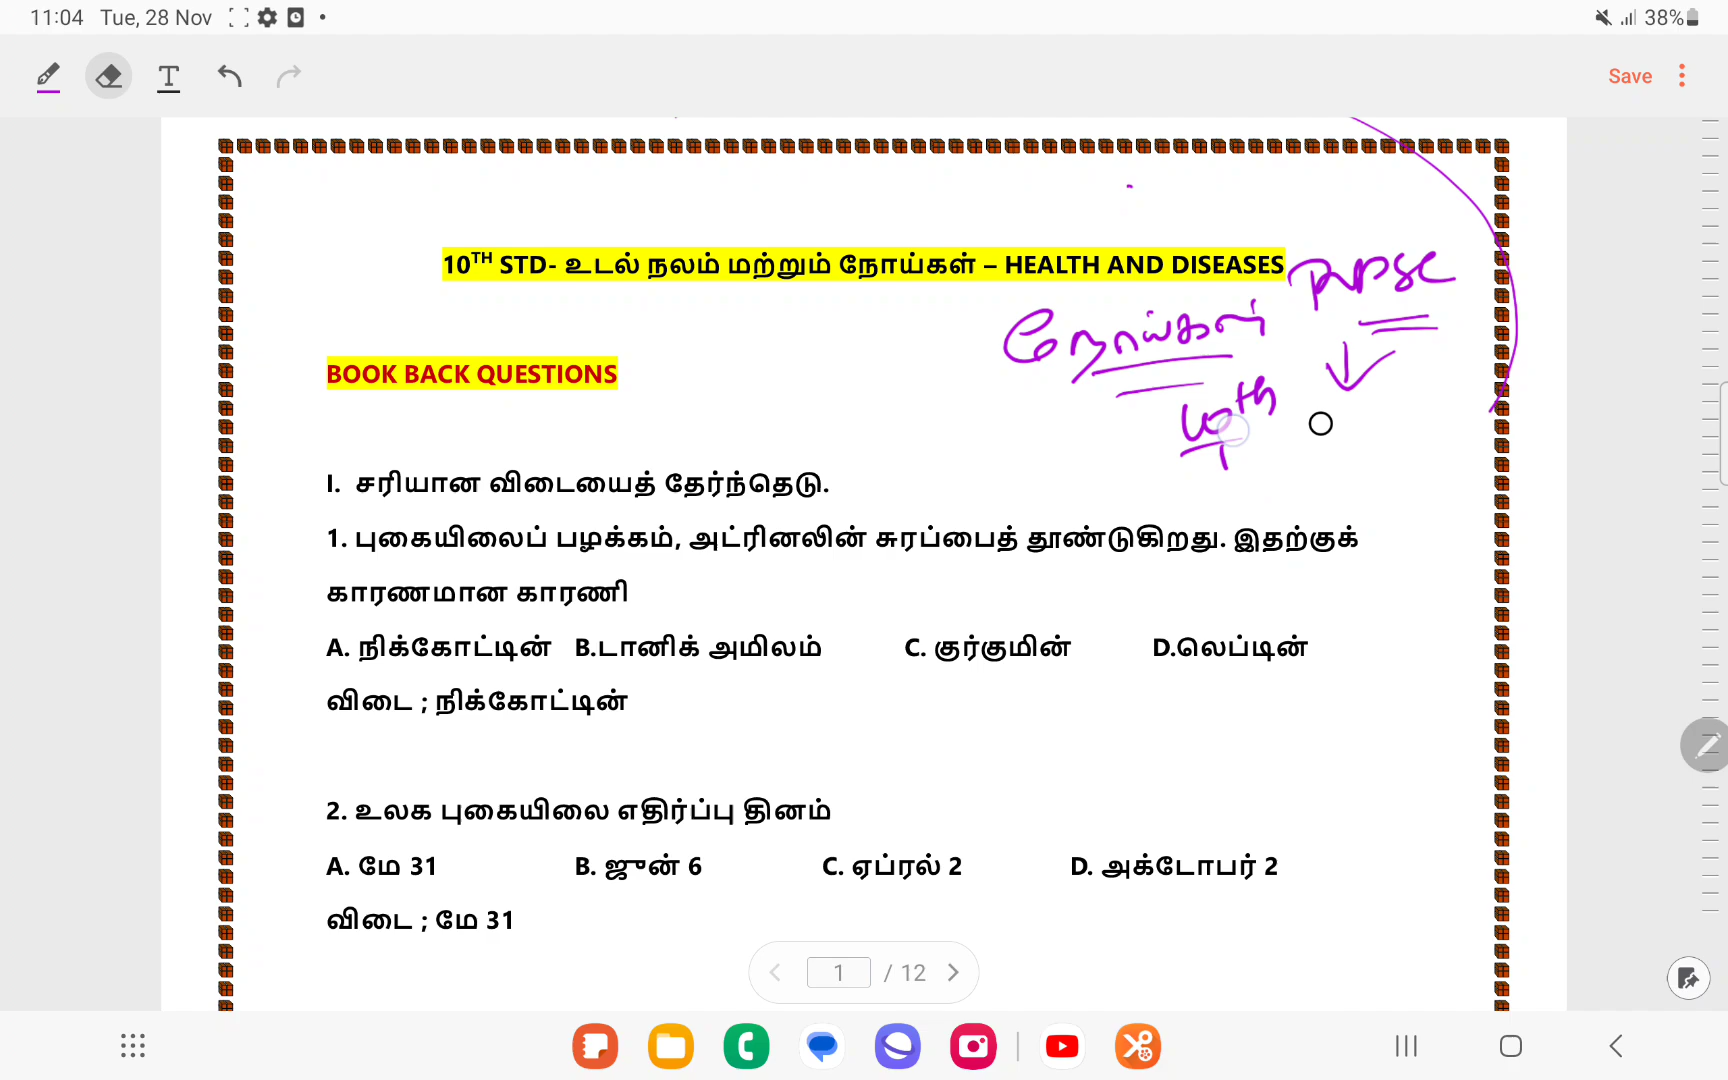 11:04 Tue, 28 Nov
38%
T
Save
10TH STD- உடல் நலம் மற்றும் நோய்கள் – HEALTH AND DISEASES
நோய்கள்
10th
BOOK BACK QUESTIONS
I. சரியான விடையைத் தேர்ந்தெடு.
1. புகையிலைப் பழக்கம், அட்ரினலின் சுரப்பைத் தூண்டுகிறது. இதற்குக்
காரணமான காரணி
A. நிக்கோட்டின் B.டானிக் அமிலம் C. குர்குமின் D.லெப்டின்
விடை ; நிக்கோட்டின்
2. உலக புகையிலை எதிர்ப்பு தினம்
A. மே 31 B. ஜுன் 6 C. ஏப்ரல் 2 D. அக்டோபர் 2
விடை ; மே 31
1 / 12